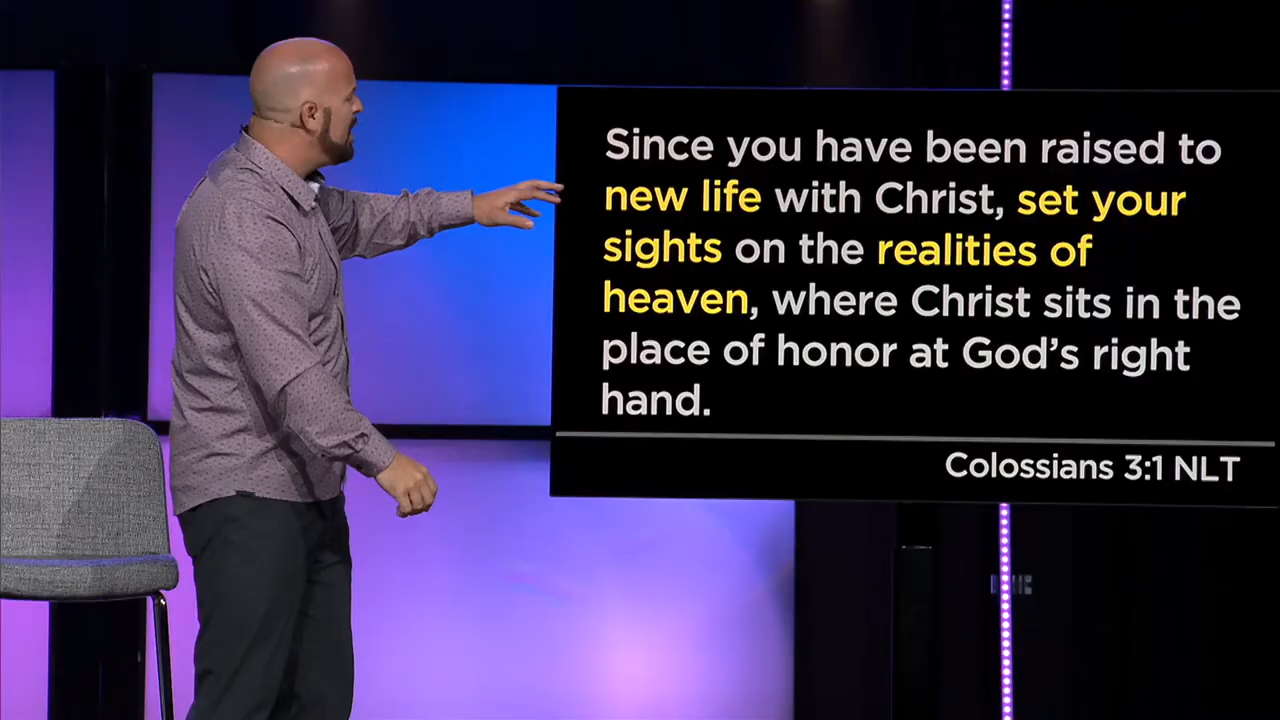 Since you have been raised to
new life with Christ, set your
sights on the realities of
heaven, where Christ sits in the
place of honor at God's right
hand.
Colossians 3:1 NLT